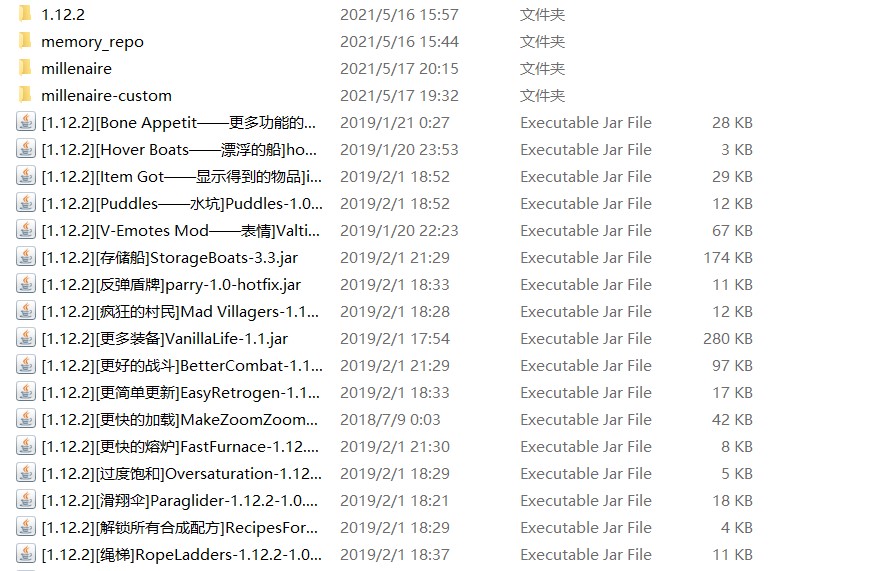 1.12.2 2021/5/16 15:57 文件夹
memory_repo 2021/5/16 15:44 文件夹
millenaire 2021/5/17 20:15 文件夹
millenaire-custom 2021/5/17 19:32 文件夹
[1.12.2][Bone Appetit——更多功能的... 2019/1/21 0:27 Executable Jar File 28 KB
[1.12.2][Hover Boats——漂浮的船]ho... 2019/1/20 23:53 Executable Jar File 3 KB
[1.12.2][Item Got——显示得到的物品]i... 2019/2/1 18:52 Executable Jar File 29 KB
[1.12.2][Puddles——水坑]Puddles-1.0... 2019/2/1 18:52 Executable Jar File 12 KB
[1.12.2][V-Emotes Mod——表情]Valti... 2019/1/20 22:23 Executable Jar File 67 KB
[1.12.2][存储船]StorageBoats-3.3.jar 2019/2/1 21:29 Executable Jar File 174 KB
[1.12.2][反弹盾牌]parry-1.0-hotfix.jar 2019/2/1 18:33 Executable Jar File 11 KB
[1.12.2][疯狂的村民]Mad Villagers-1.1... 2019/2/1 18:28 Executable Jar File 12 KB
[1.12.2][更多装备]VanillaLife-1.1.jar 2019/2/1 17:54 Executable Jar File 280 KB
[1.12.2][更好的战斗]BetterCombat-1.1... 2019/2/1 21:29 Executable Jar File 97 KB
[1.12.2][更简单更新]EasyRetrogen-1.1... 2019/2/1 18:33 Executable Jar File 17 KB
[1.12.2][更快的加载]MakeZoomZoom... 2018/7/9 0:03 Executable Jar File 42 KB
[1.12.2][更快的熔炉]FastFurnace-1.12.... 2019/2/1 21:30 Executable Jar File 8 KB
[1.12.2][过度饱和]Oversaturation-1.12... 2019/2/1 18:29 Executable Jar File 5 KB
[1.12.2][滑翔伞]Paraglider-1.12.2-1.0.... 2019/2/1 18:21 Executable Jar File 18 KB
[1.12.2][解锁所有合成配方]RecipesFor... 2019/2/1 18:29 Executable Jar File 4 KB
[1.12.2][绳梯]RopeLadders-1.12.2-1.0... 2019/2/1 18:37 Executable Jar File 11 KB